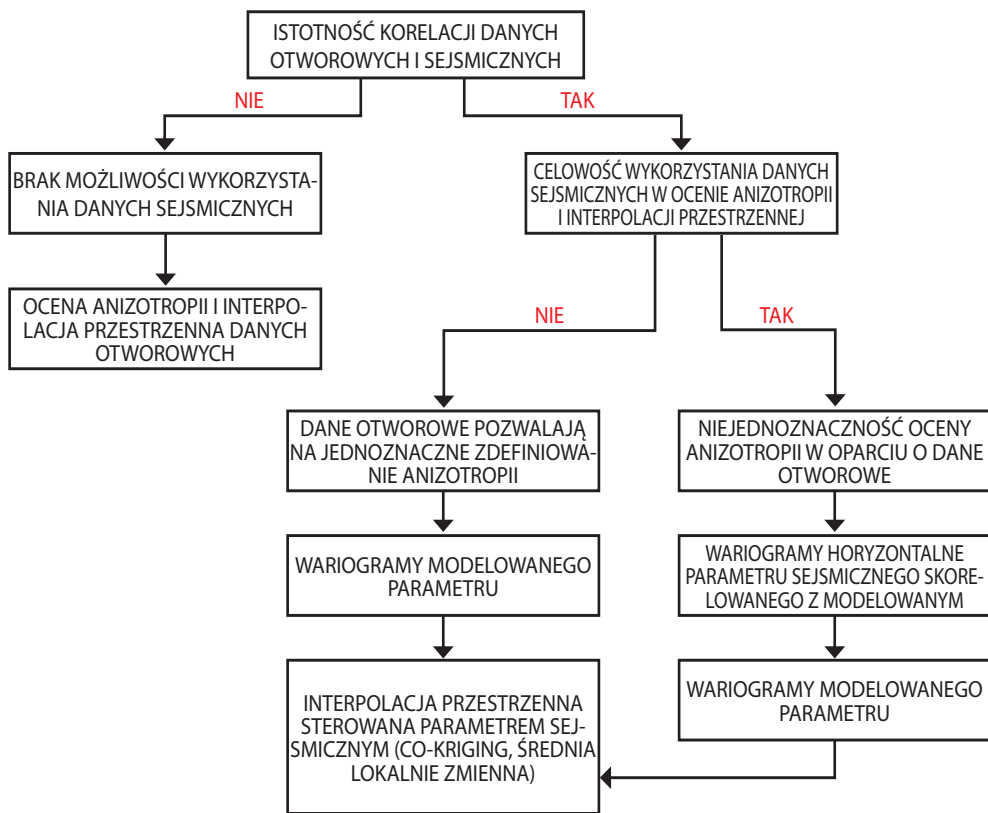 ISTOTNOŚĆ KORELACJI DANYCH
OTWOROWYCH I SEJSMICZNYCH
NIE
TAK
BRAK MOŻLIWOŚCI WYKORZYSTA-
NIA DANYCH SEJSMICZNYCH
CELOWOŚĆ WYKORZYSTANIA DANYCH
SEJSMICZNYCH W OCENIE ANIZOTROPII
I INTERPOLACJI PRZESTRZENNEJ
OCENA ANIZOTROPII I INTERPO-
LACJA PRZESTRZENNA DANYCH
OTWOROWYCH
NIE
TAK
DANE OTWOROWE POZWALAJĄ
NA JEDNOZNACZNE ZDEFINIOWA-
NIE ANIZOTROPII
NIEJEDNOZNACZNOŚĆ OCENY
ANIZOTROPII W OPARCIU O DANE
OTWOROWE
WARIOGRAMY MODELOWANEGO
PARAMETRU
WARIOGRAMY HORYZONTALNE
PARAMETRU SEJSMICZNEGO SKORE-
LOWANEGO Z MODELOWANYM
INTERPOLACJA PRZESTRZENNA
STEROWANA PARAMETREM SEJ-
SMICZNYM (CO-KRIGING, ŚREDNIA
LOKALNIE ZMIENNA)
WARIOGRAMY MODELOWANEGO
PARAMETRU